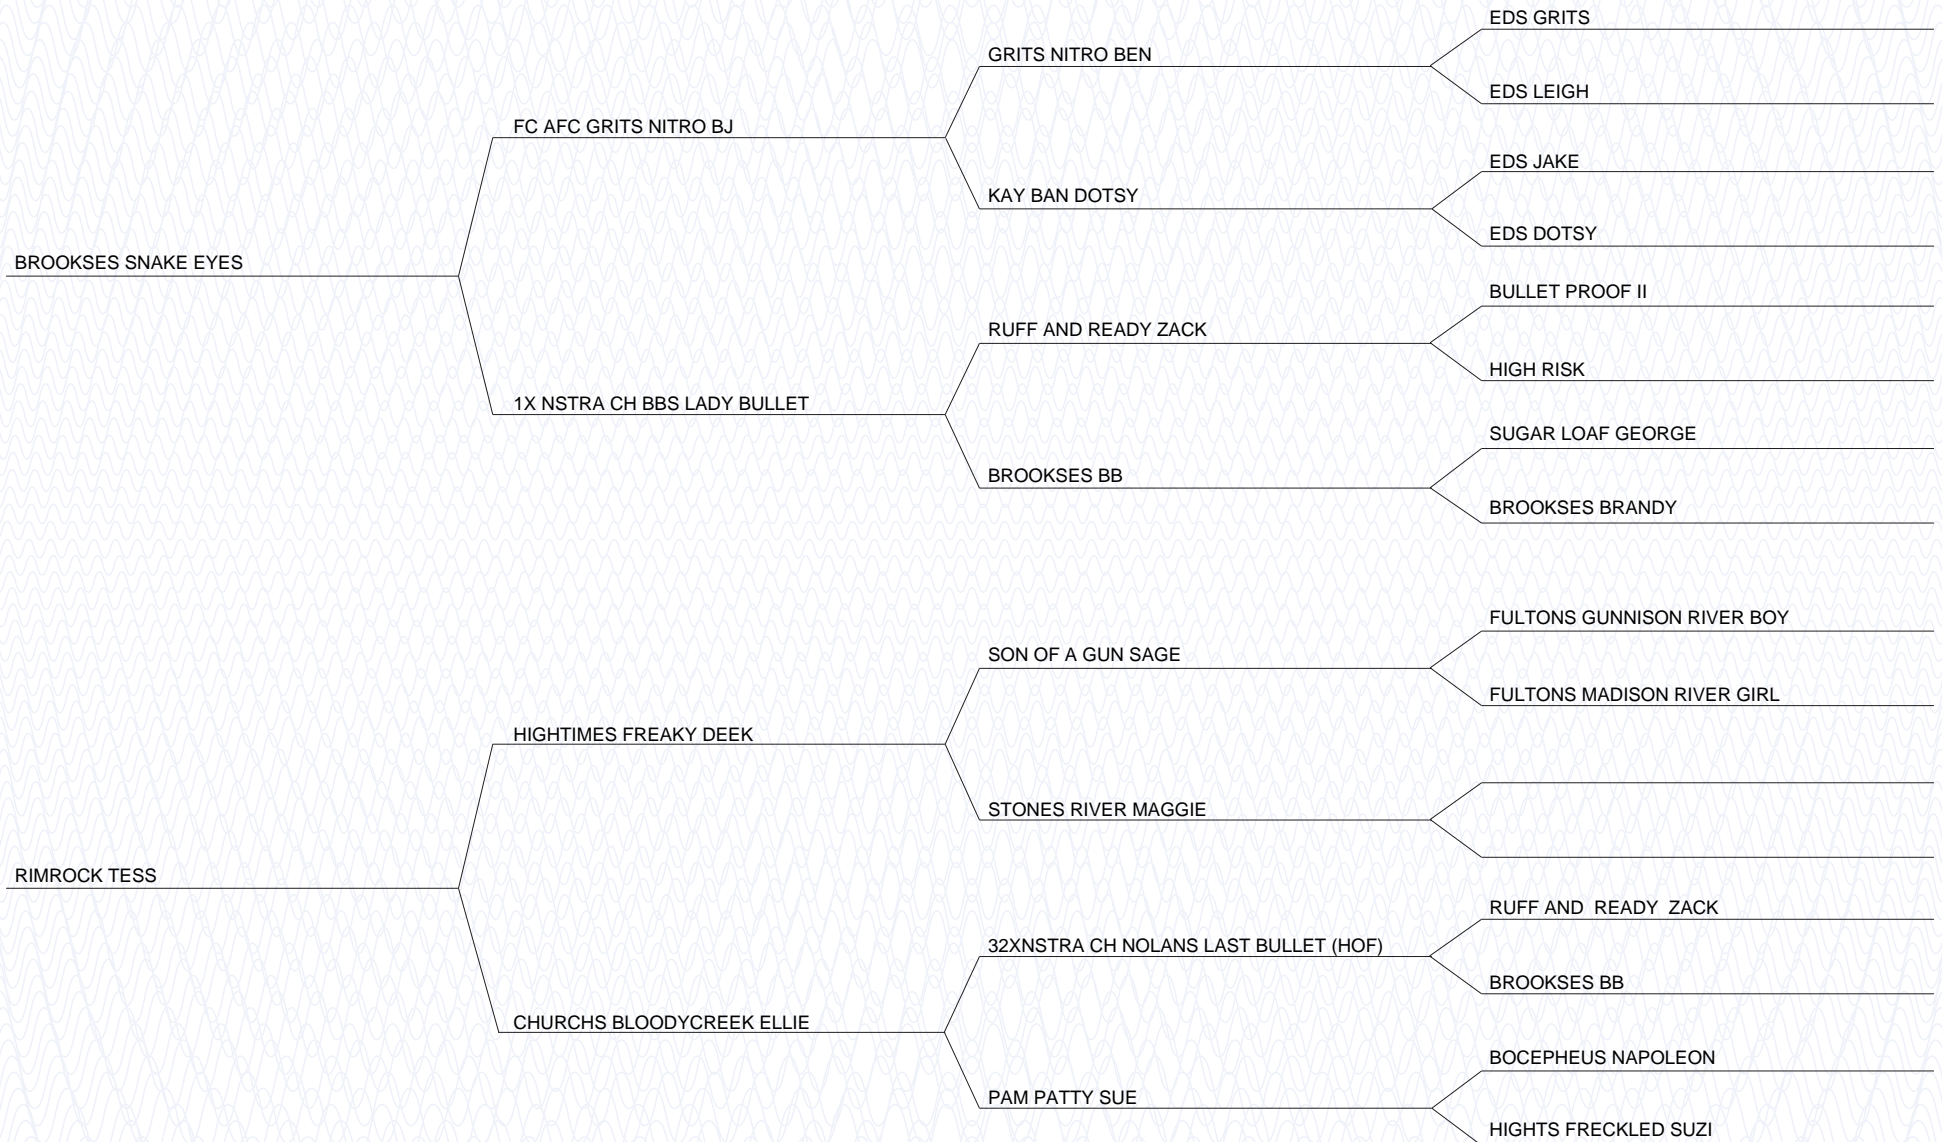 EDS GRITS
GRITS NITRO BEN
EDS LEIGH
FC AFC GRITS NITRO BJ
EDS JAKE
KAY BAN DOTSY
EDS DOTSY
BROOKSES SNAKE EYES
BULLET PROOF II
RUFF AND READY ZACK
HIGH RISK
1X NSTRA CH BBS LADY BULLET
SUGAR LOAF GEORGE
BROOKSES BB
BROOKSES BRANDY
FULTONS GUNNISON RIVER BOY
SON OF A GUN SAGE
FULTONS MADISON RIVER GIRL
HIGHTIMES FREAKY DEEK
STONES RIVER MAGGIE
RIMROCK TESS
RUFF AND  READY  ZACK
32XNSTRA CH NOLANS LAST BULLET (HOF)
BROOKSES BB
CHURCHS BLOODYCREEK ELLIE
BOCEPHEUS NAPOLEON
PAM PATTY SUE
HIGHTS FRECKLED SUZI